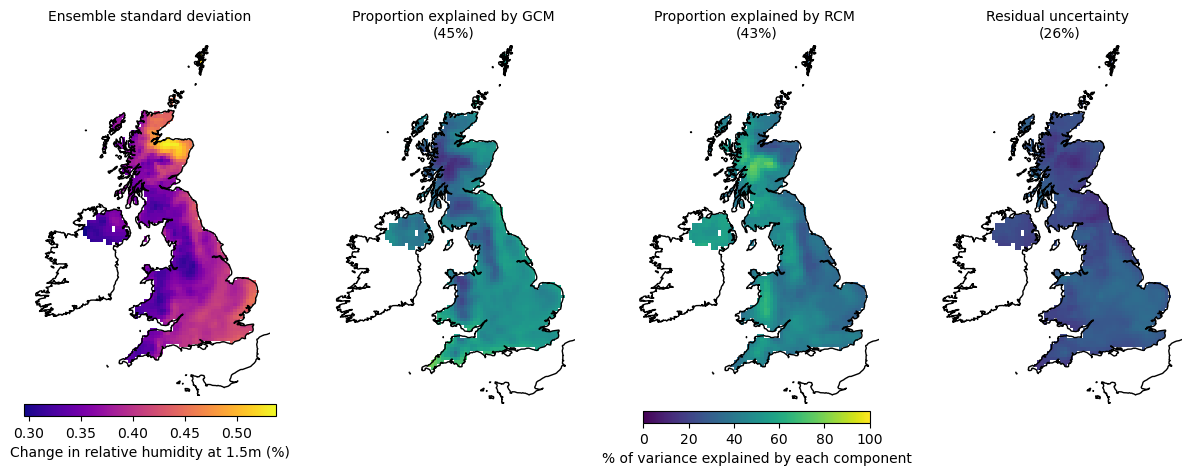 Ensemble standard deviation
Proportion explained by GCM
(45%)
Proportion explained by RCM
(43%)
Residual uncertainty
(26%)
0.30 0.35 0.40 0.45 0.50
Change in relative humidity at 1.5m (%)
0 20 40 60 80 100
% of variance explained by each component